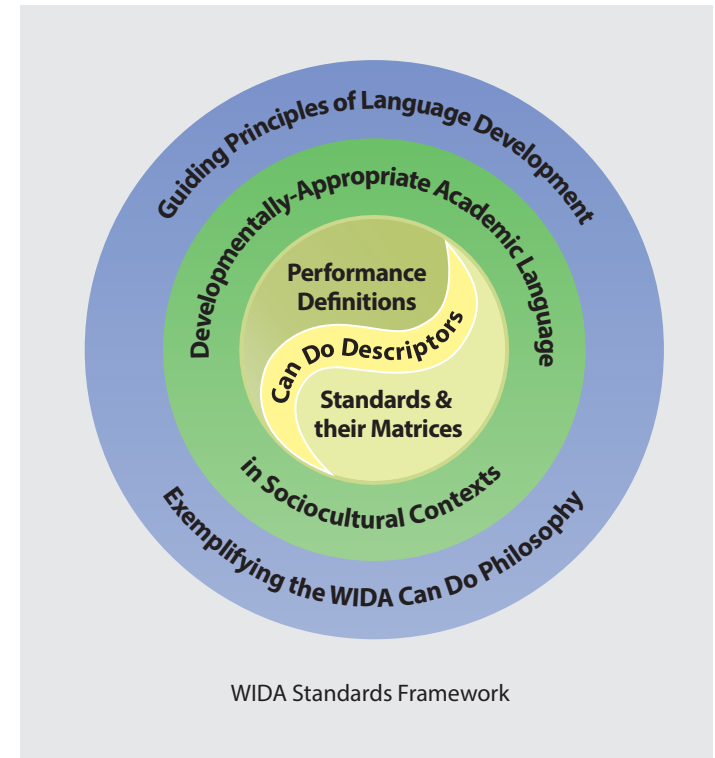 Guiding Principles of Language Development
Developmentally-Appropriate Academic Language
Performance
Definitions
Can Do Descriptors
Standards &
their Matrices
in Sociocultural Contexts
Exemplifying the WIDA Can Do Philosophy
WIDA Standards Framework